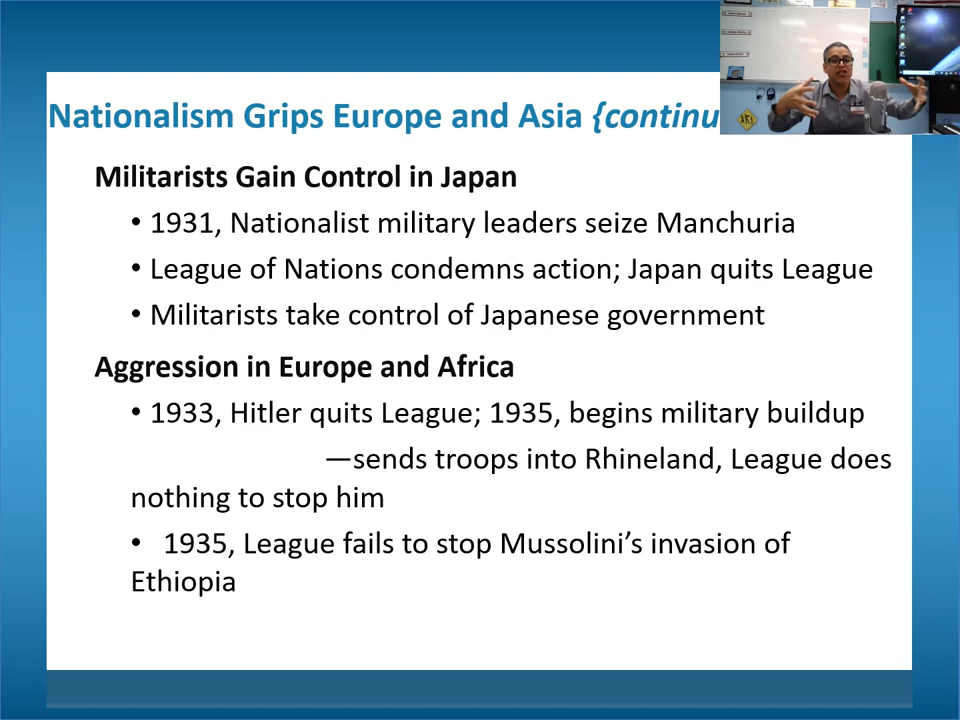 Nationalism Grips Europe and Asia {continu
Militarists Gain Control in Japan
• 1931, Nationalist military leaders seize Manchuria
• League of Nations condemns action; Japan quits League
• Militarists take control of Japanese government
Aggression in Europe and Africa
• 1933, Hitler quits League; 1935, begins military buildup
—sends troops into Rhineland, League does
nothing to stop him
• 1935, League fails to stop Mussolini’s invasion of
Ethiopia